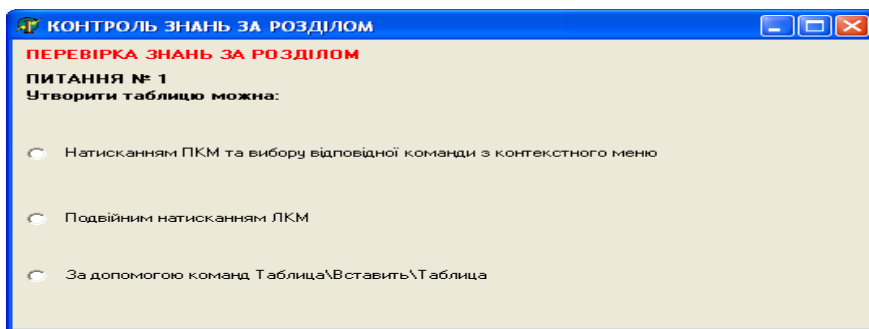 КОНТРОЛЬ ЗНАНЬ ЗА РОЗДІЛОМ
ПЕРЕВІРКА ЗНАНЬ ЗА РОЗДІЛОМ
ПИТАННЯ № 1
Утворити таблицю можна:
Натисканням ПКМ та вибору відповідної команди з контекстного меню
Подвійним натисканням ЛКМ
За допомогою команд Таблица\Вставить\Таблица